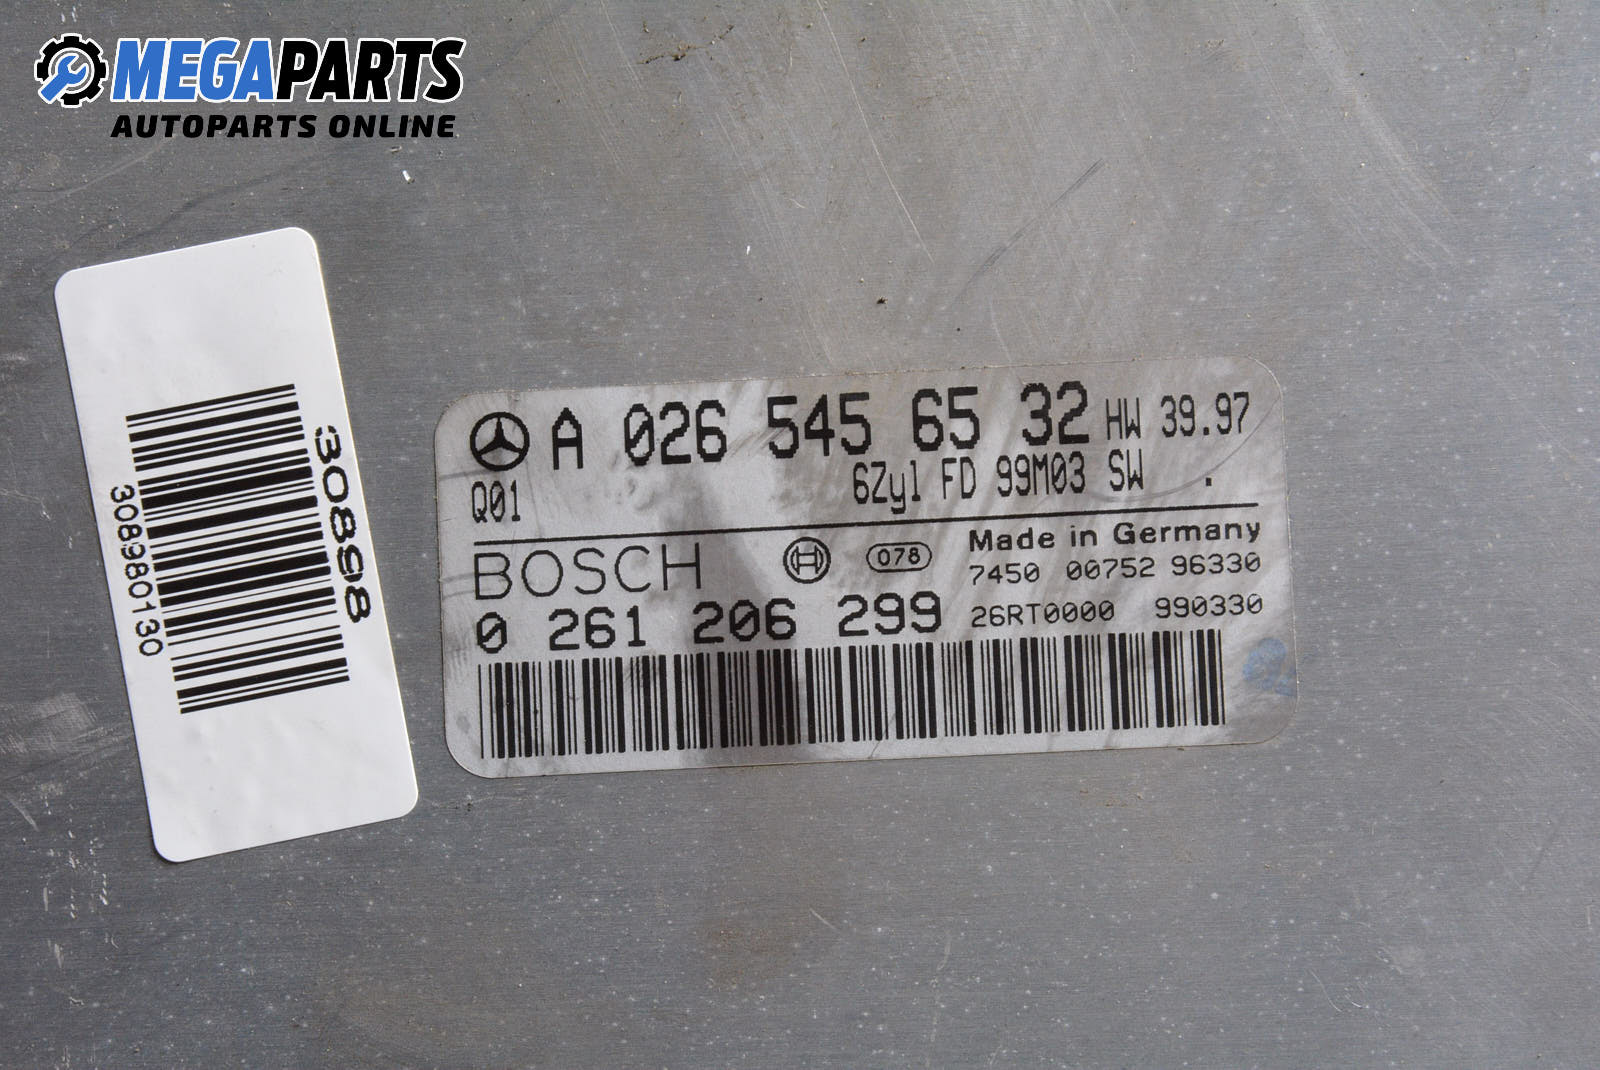 MEGAPARTS
AUTOPARTS ONLINE
30898
3089880130
A 026 545 65 32 HW 39.97
Q01 6Zyl FD 99M03 SW .
BOSCH 078 Made in Germany
7450 00752 96330
0 261 206 299 26RT0000 990330